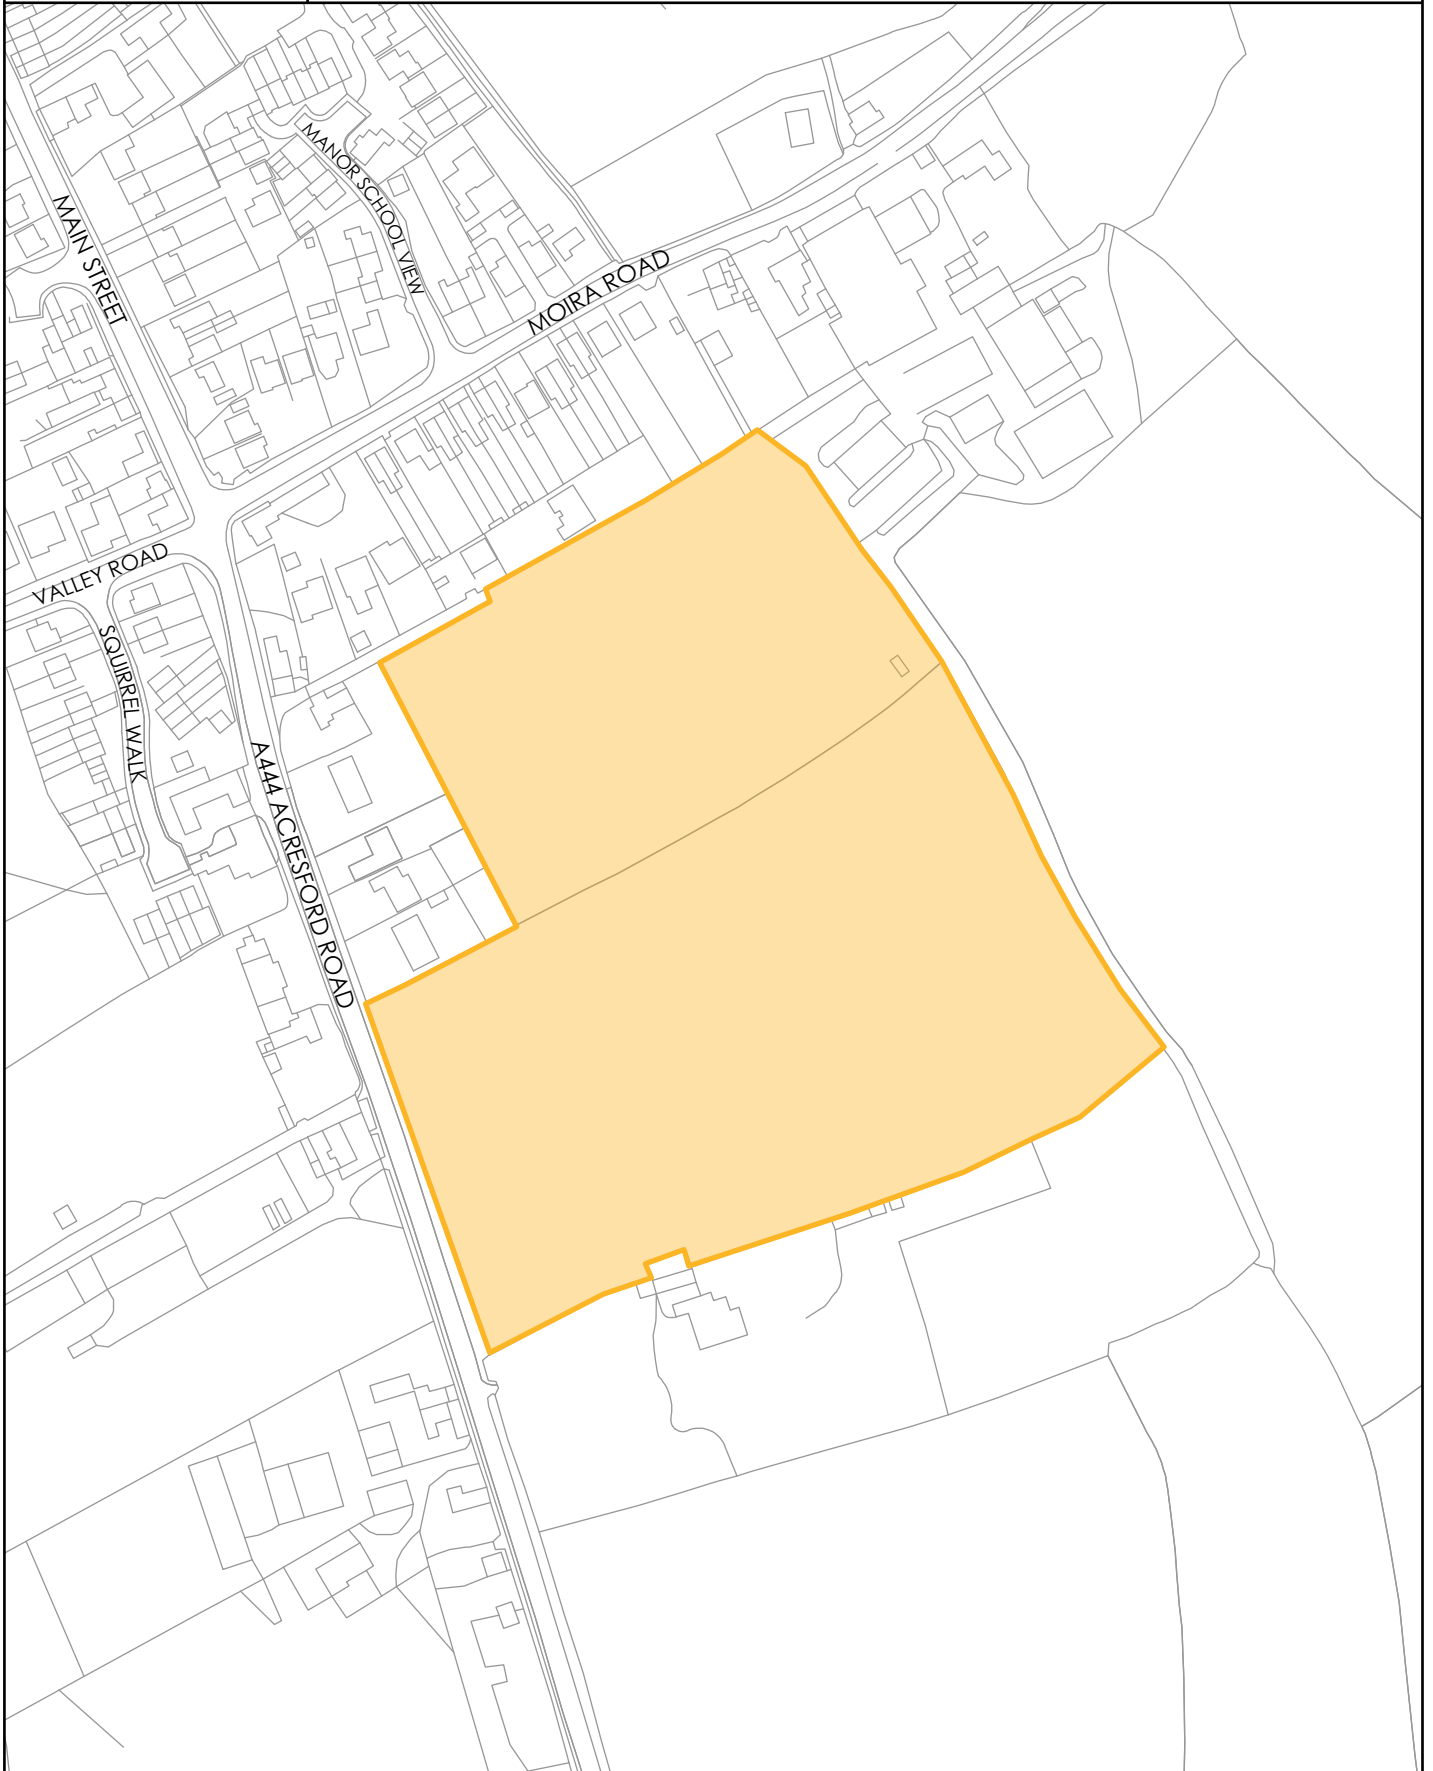 MANOR SCHOOL VIEW
MAIN STREET
MOIRA ROAD
VALLEY ROAD
SQUIRREL WALK
A444 ACRESFORD ROAD